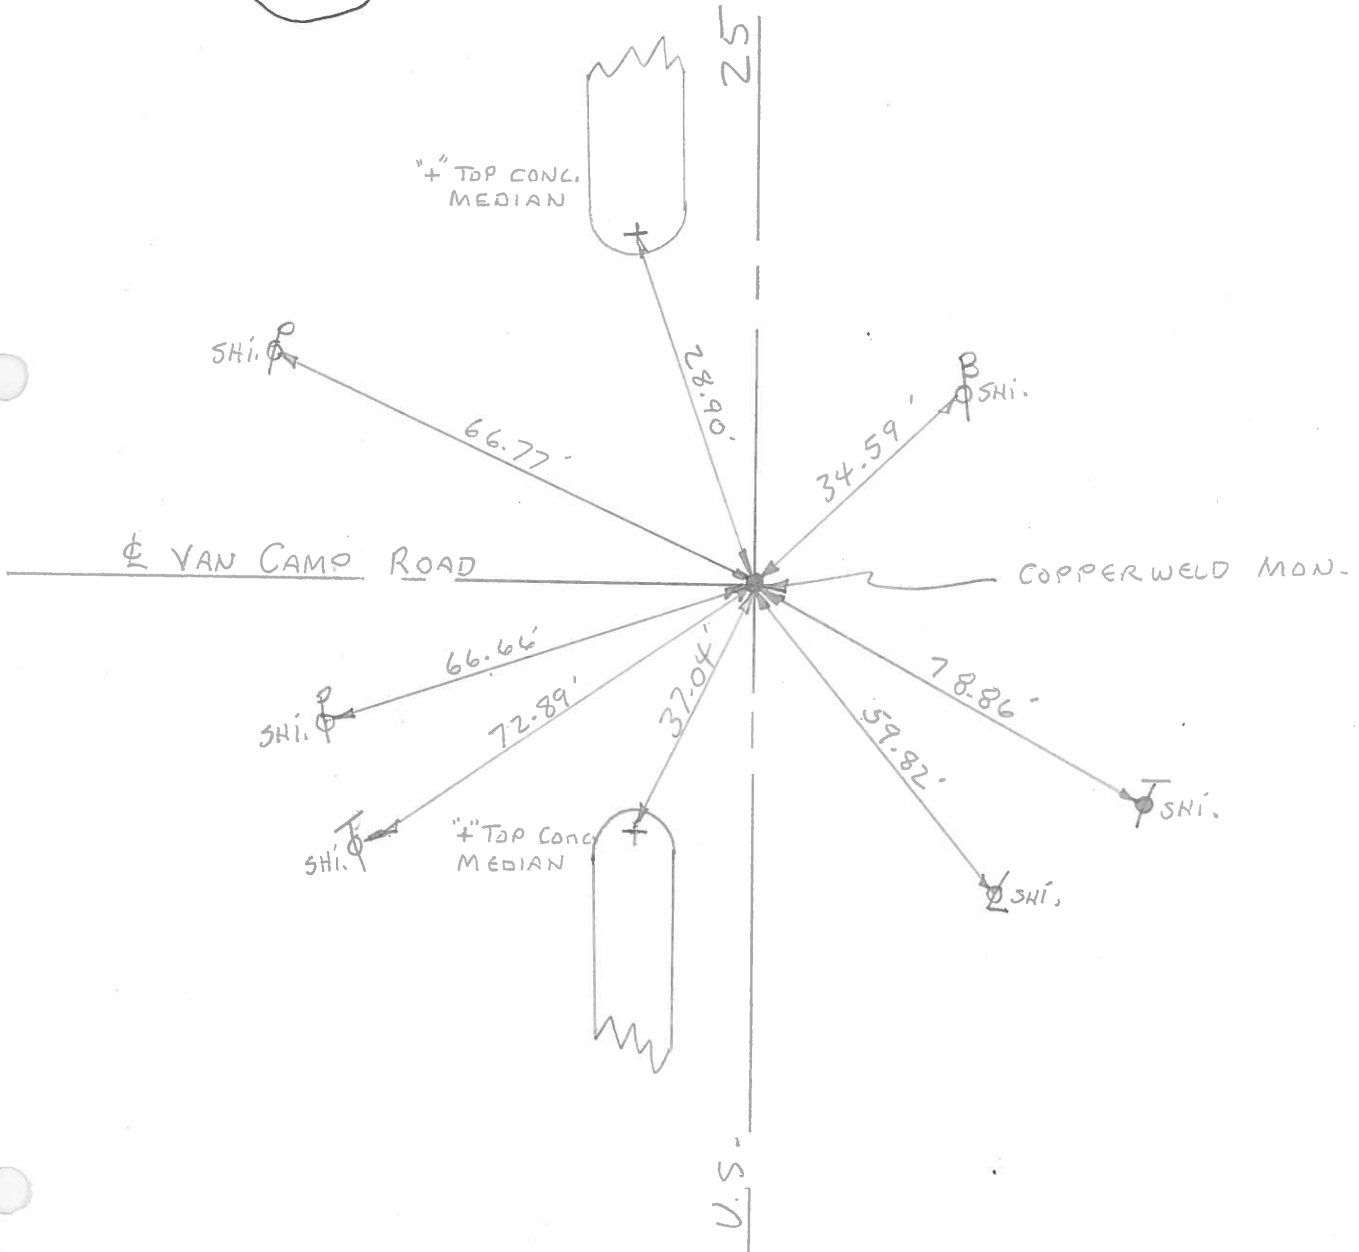 25
"+" TOP CONC.
MEDIAN
SHI.
SHI.
28.90'
66.77'
34.59'
℄ VAN CAMP ROAD
COPPERWELD MON.
66.66'
72.89'
37.04'
78.86'
59.82'
SHI.
SHI.
"+" TOP CONC.
MEDIAN
SHI.
SHI.
U.S.